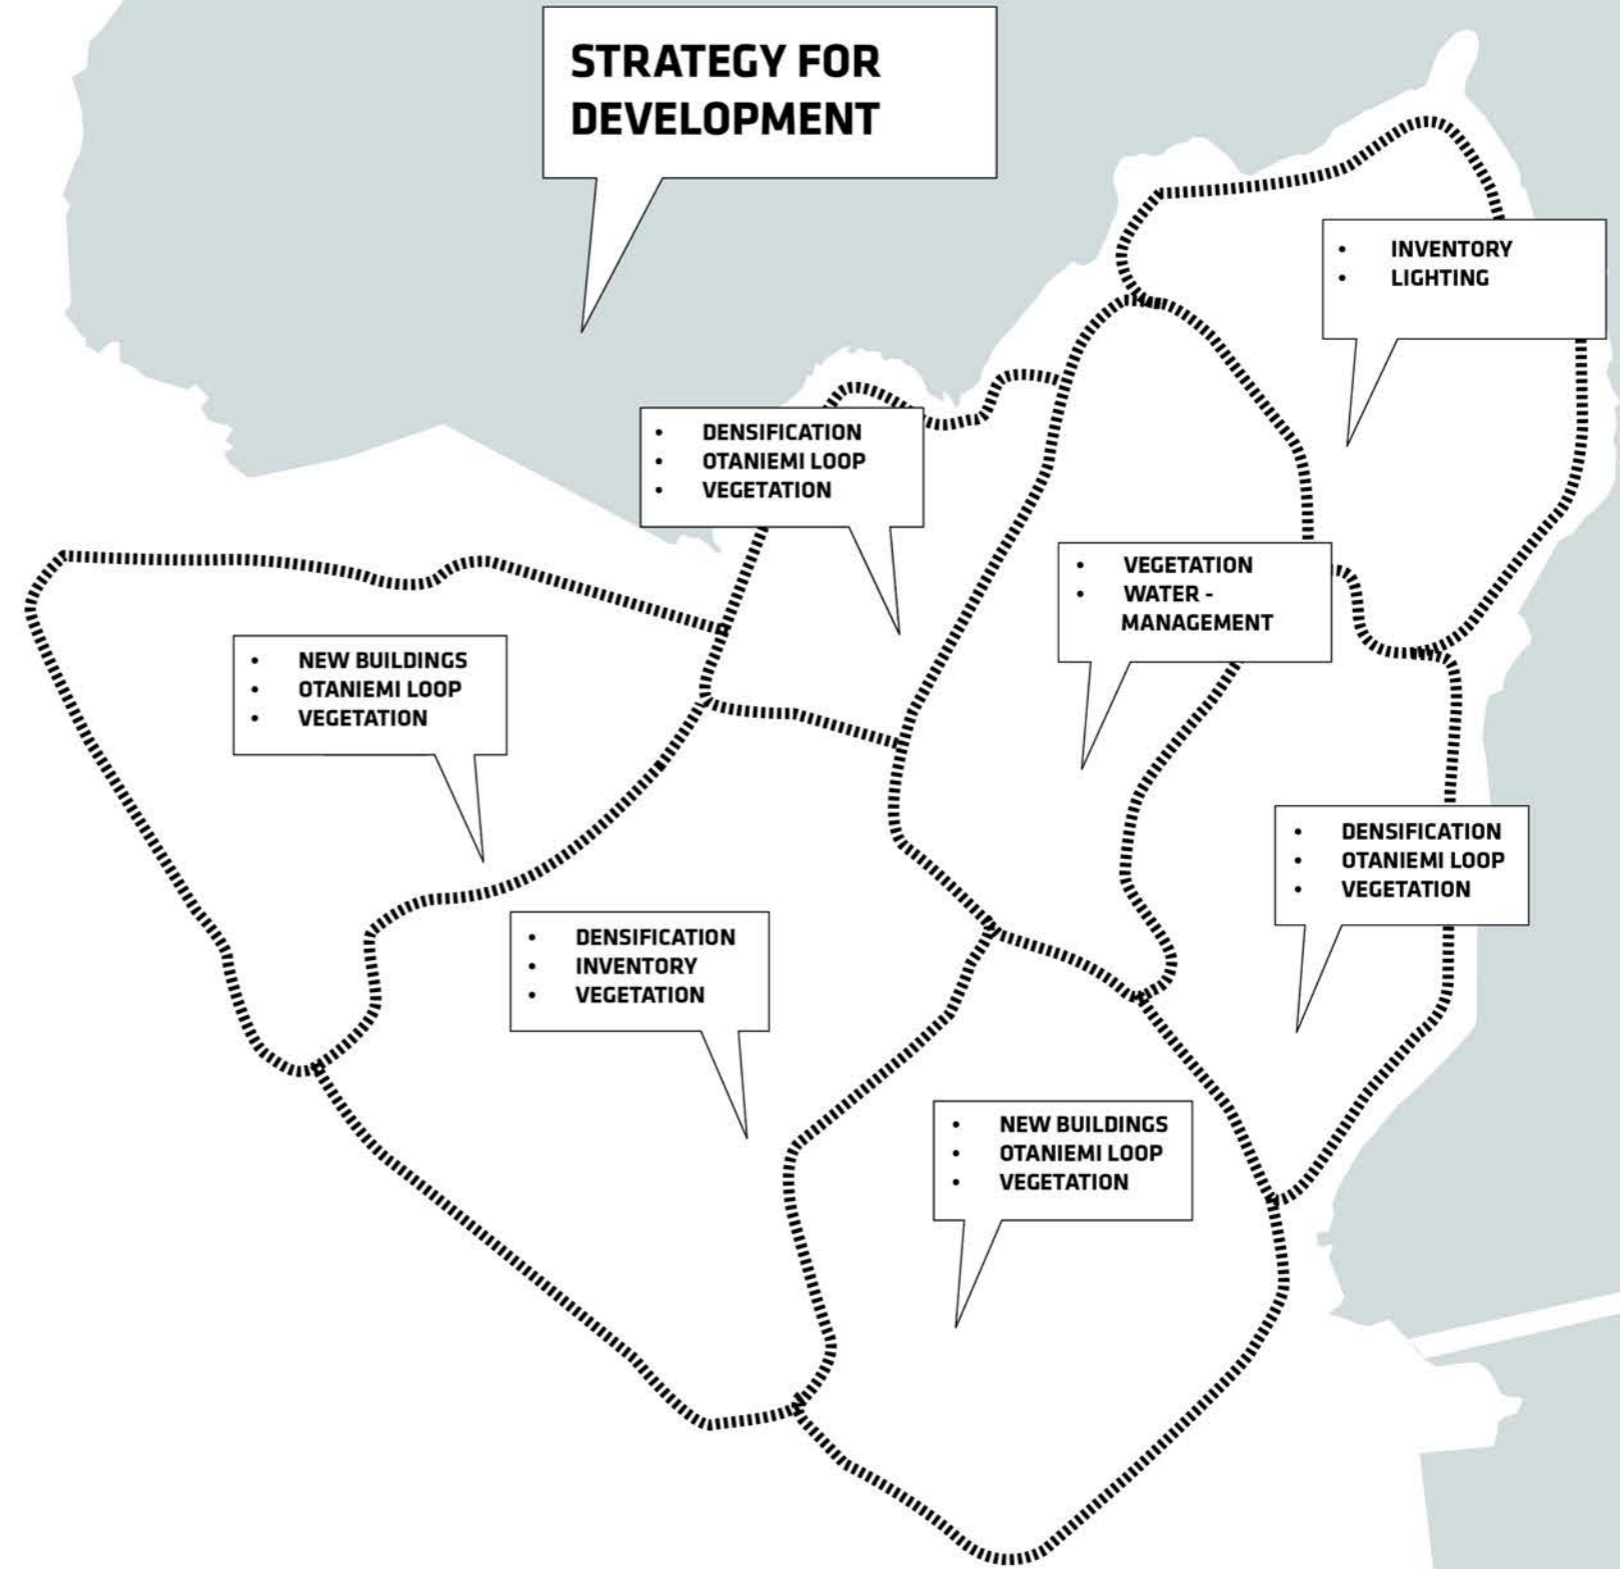 STRATEGY FOR
DEVELOPMENT
• INVENTORY
• LIGHTING
• DENSIFICATION
• OTANIEMI LOOP
• VEGETATION
• VEGETATION
• WATER -
MANAGEMENT
• NEW BUILDINGS
• OTANIEMI LOOP
• VEGETATION
• DENSIFICATION
• OTANIEMI LOOP
• VEGETATION
• DENSIFICATION
• INVENTORY
• VEGETATION
• NEW BUILDINGS
• OTANIEMI LOOP
• VEGETATION